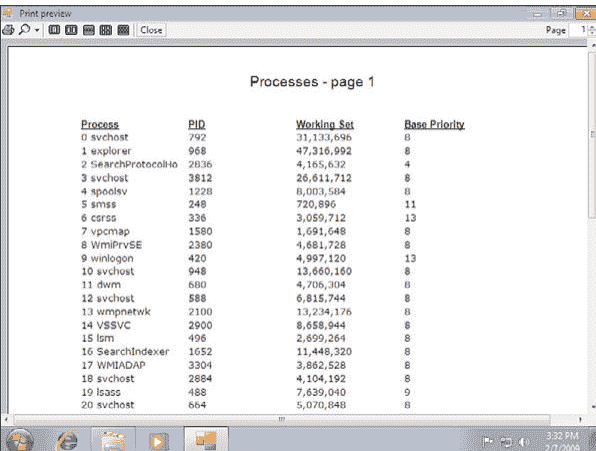 Print preview
Close
Page 1
Processes - page 1
Process PID Working Set Base Priority
0 svchost 792 31,133,696 8
1 explorer 968 47,316,992 8
2 SearchProtocolHo 2836 4,165,632 4
3 svchost 3812 26,611,712 8
4 spoolsv 1228 8,003,584 8
5 smss 248 720,896 11
6 csrss 336 3,059,712 13
7 vpcmap 1580 1,691,648 8
8 WmiPrvSE 2380 4,681,728 8
9 winlogon 420 4,997,120 13
10 svchost 948 13,660,160 8
11 dwm 680 4,706,304 8
12 svchost 588 6,815,744 8
13 wmpnetwk 2100 13,234,176 8
14 VSSVC 2900 8,658,944 8
15 lsm 496 2,699,264 8
16 SearchIndexer 1652 11,448,320 8
17 WMIADAP 3304 3,862,528 8
18 svchost 2884 4,104,192 8
19 lsass 488 7,639,040 9
20 svchost 664 5,070,848 8
3:32 PM
2/7/2009